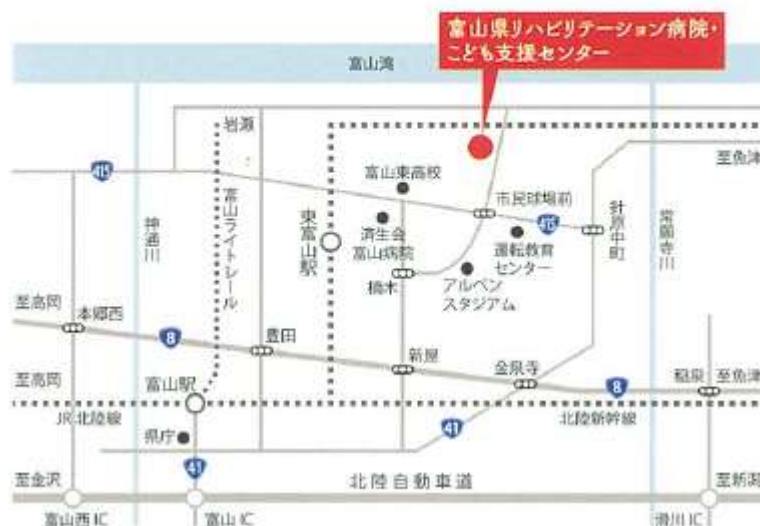 富山県リハビリテーション病院・
こども支援センター
富山湾
岩瀬
至魚津
415
富山東高校
市民球場前
415
針原中町
常願寺川
神通川
富山ライトレール
東富山駅
済生会
富山病院
運転教育
センター
楠木
アルペン
スタジアム
至高岡
本郷西
8
豊田
新屋
金泉寺
至高岡
富山駅
8
稲泉
至魚津
JR北陸線
県庁
41
北陸新幹線
41
至金沢
北陸自動車道
至新潟
富山西IC
富山IC
滑川IC